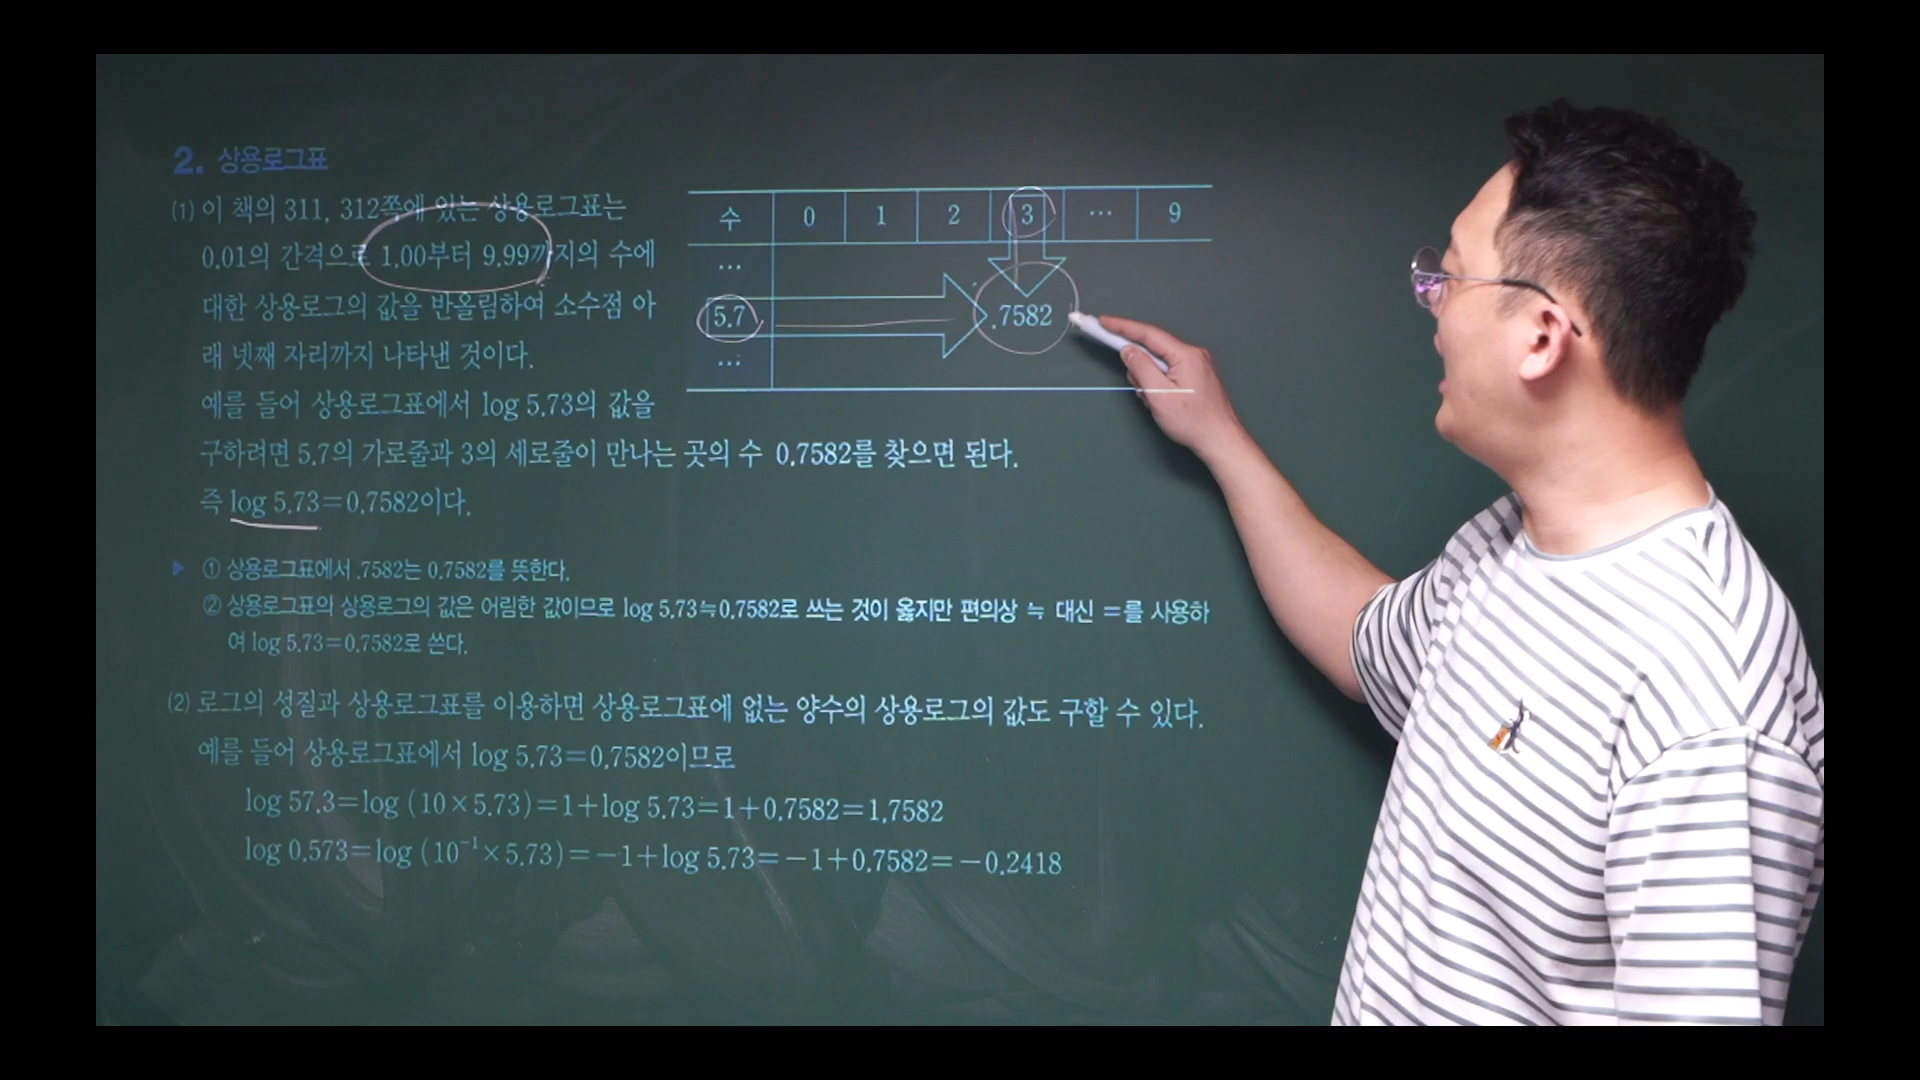 2. 상용로그표
(1) 이 책의 311, 312쪽에 있는 상용로그표는
0.01의 간격으로 1.00부터 9.99까지의 수에
대한 상용로그의 값을 반올림하여 소수점 아
래 넷째 자리까지 나타낸 것이다.
예를 들어 상용로그표에서 log 5.73의 값을
구하려면 5.7의 가로줄과 3의 세로줄이 만나는 곳의 수 0.7582를 찾으면 된다.
즉 log 5.73=0.7582이다.
수 0 1 2 3 ⋯ 9
⋯
5.7 .7582
⋯
▶ ① 상용로그표에서 .7582는 0.7582를 뜻한다.
② 상용로그표의 상용로그의 값은 어림한 값이므로 log 5.73≒0.7582로 쓰는 것이 옳지만 편의상 ≒ 대신 =를 사용하
여 log 5.73=0.7582로 쓴다.
(2) 로그의 성질과 상용로그표를 이용하면 상용로그표에 없는 양수의 상용로그의 값도 구할 수 있다.
예를 들어 상용로그표에서 log 5.73=0.7582이므로
log 57.3=log (10×5.73)=1+log 5.73=1+0.7582=1.7582
log 0.573=log (10⁻¹×5.73)=-1+log 5.73=-1+0.7582=-0.2418